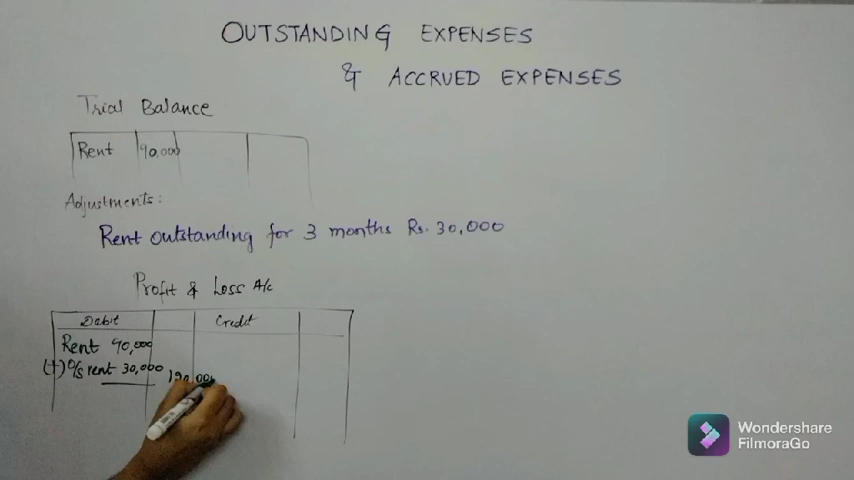 OUTSTANDING EXPENSES
& ACCRUED EXPENSES
Trial Balance
Rent 90,000
Adjustments:
Rent outstanding for 3 months Rs. 30,000
Profit & Loss A/c
Debit Credit
Rent 90,000
(+) O/s rent 30,000
Wondershare
FilmoraGo